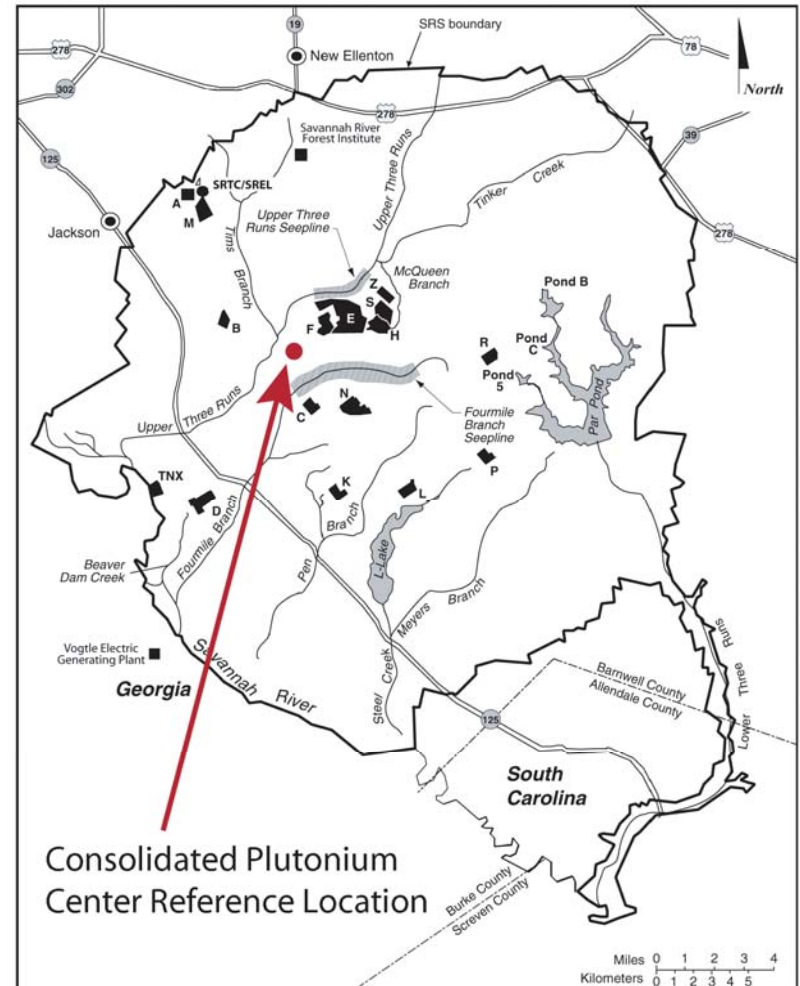 19
SRS boundary
278
New Ellenton
78
302
North
278
39
Savannah River
Forest Institute
125
Upper Three Runs
SRTC/SREL
A
M
Tinker Creek
Upper Three
Runs Seepline
Jackson
278
Tims
Branch
McQueen
Branch
Z
S
Pond B
E
B
F
H
Pond
C
R
Pond
5
Par Pond
Upper Three Runs
C
N
Fourmile
Branch
Seepline
P
TNX
K
L
D
Branch
Fourmile Branch
L-Lake
Beaver
Dam Creek
Pen
Meyers Branch
Vogtle Electric
Generating Plant
Savannah River
Georgia
Steel Creek
Barnwell County
Allendale County
Lower Three Runs
125
South
Carolina
Consolidated Plutonium
Center Reference Location
Burke County
Screven County
Miles 0 1 2 3 4
Kilometers 0 1 2 3 4 5